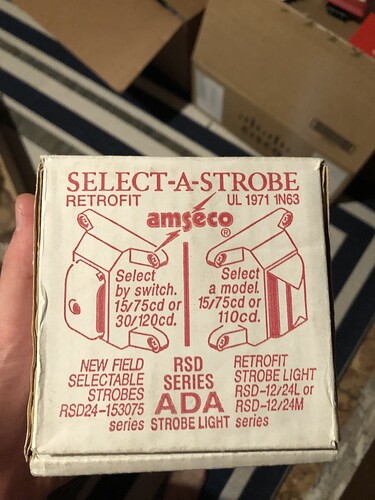 SELECT-A-STROBE
RETROFIT UL 1971 1N63
amseco®
Select
by switch.
15/75cd or
30/120cd.
Select
a model.
15/75cd or
110cd.
NEW FIELD
SELECTABLE
STROBES
RSD24-153075
series
RSD
SERIES
ADA
STROBE LIGHT
RETROFIT
STROBE LIGHT
RSD-12/24L or
RSD-12/24M
series